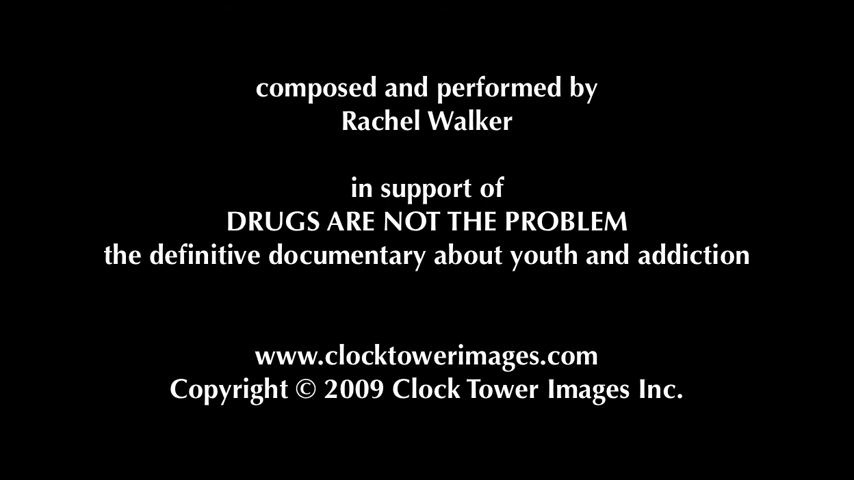 composed and performed by
Rachel Walker
in support of
DRUGS ARE NOT THE PROBLEM
the definitive documentary about youth and addiction
www.clocktowerimages.com
Copyright © 2009 Clock Tower Images Inc.